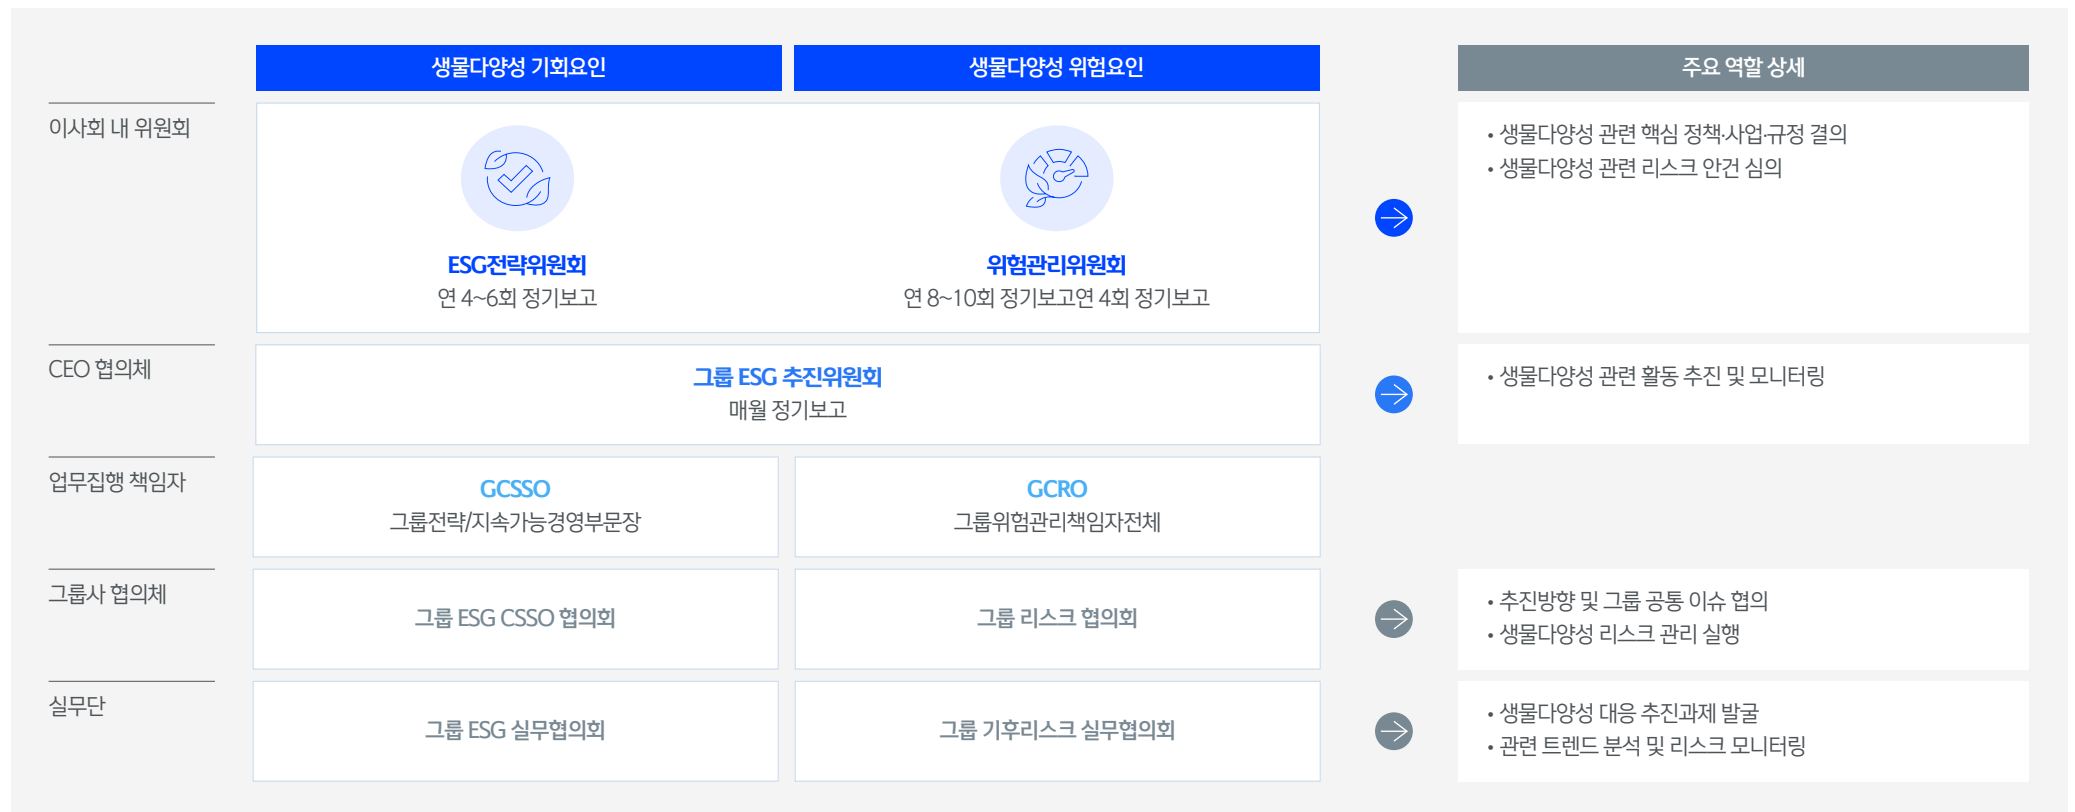 생물다양성 기회요인
생물다양성 위험요인
주요 역할 상세
이사회 내 위원회
ESG전략위원회
연 4~6회 정기보고
위험관리위원회
연 8~10회 정기보고연 4회 정기보고
• 생물다양성 관련 핵심 정책·사업·규정 결의
• 생물다양성 관련 리스크 안건 심의
CEO 협의체
그룹 ESG 추진위원회
매월 정기보고
• 생물다양성 관련 활동 추진 및 모니터링
업무집행 책임자
GCSSO
그룹전략/지속가능경영부문장
GCRO
그룹위험관리책임자전체
그룹사 협의체
그룹 ESG CSSO 협의회
그룹 리스크 협의회
• 추진방향 및 그룹 공통 이슈 협의
• 생물다양성 리스크 관리 실행
실무단
그룹 ESG 실무협의회
그룹 기후리스크 실무협의회
• 생물다양성 대응 추진과제 발굴
• 관련 트렌드 분석 및 리스크 모니터링